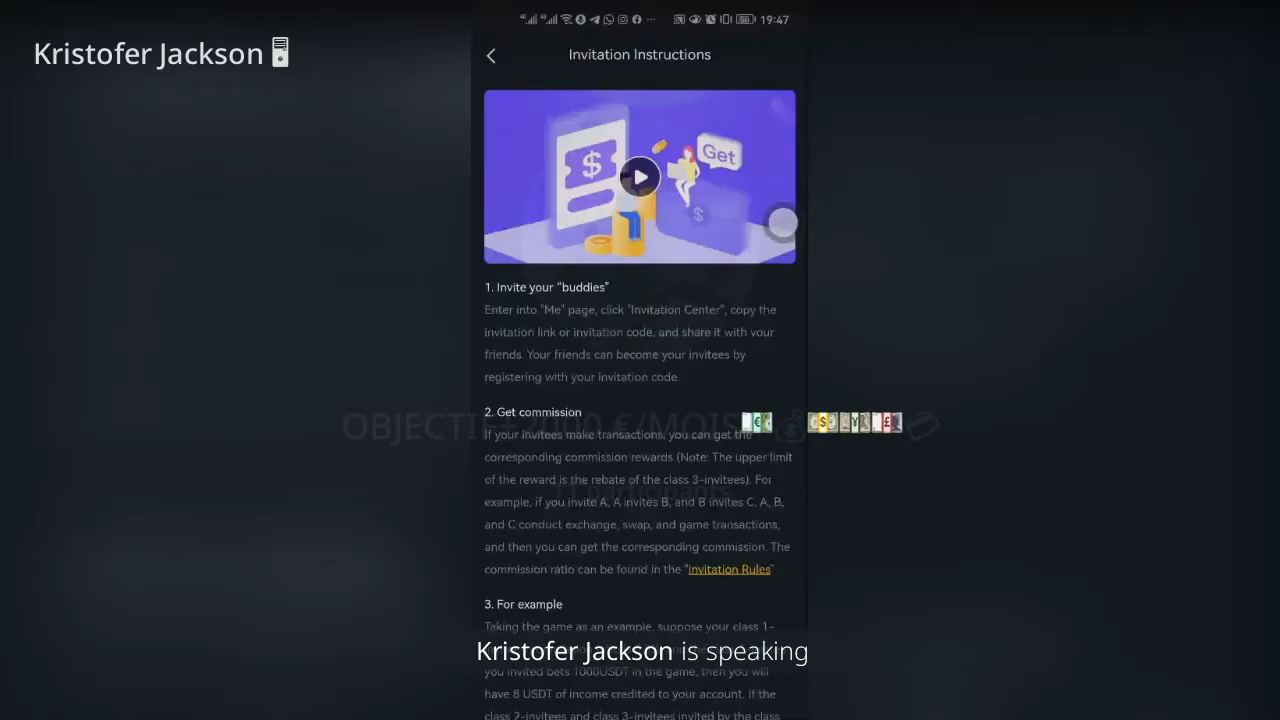 19:47
Kristofer Jackson
Invitation Instructions
$
Get
$
1. Invite your “buddies”
Enter into "Me" page, click "Invitation Center", copy the
invitation link or invitation code, and share it with your
friends. Your friends can become your invitees by
registering with your invitation code.
2. Get commission
OBJECTIF+2000 €/MOIS
If your invitees make transactions, you can get the
corresponding commission rewards (Note: The upper limit
of the reward is the rebate of the class 3-invitees). For
example, if you invite A, A invites B, and B invites C, A, B,
participants
and C conduct exchange, swap, and game transactions,
and then you can get the corresponding commission. The
commission ratio can be found in the "Invitation Rules"
3. For example
Taking the game as an example, suppose your class 1-
Kristofer Jackson is speaking
you invited bets 1000USDT in the game, then you will
have 8 USDT of income credited to your account. If the
class 2-invitees and class 3-invitees invited by the class